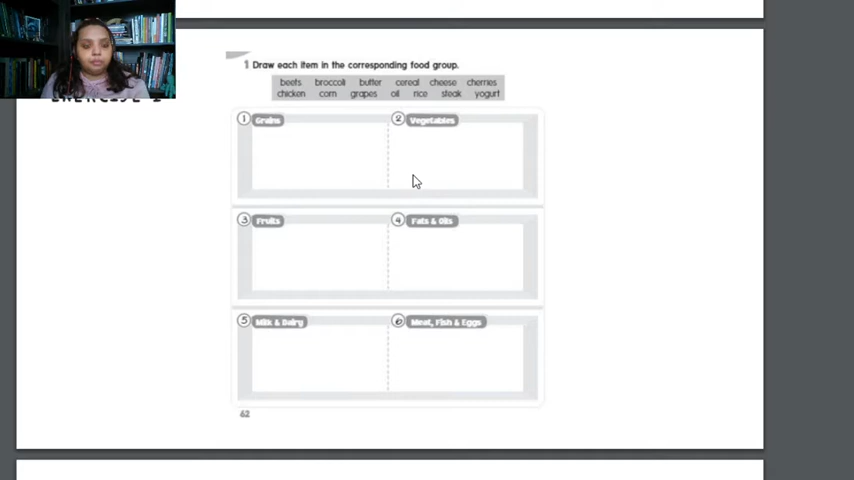 1 Draw each item in the corresponding food group.
beets broccoli butter cereal cheese cherries
chicken corn grapes oil rice steak yogurt
1 Grains
2 Vegetables
3 Fruits
4 Fats & Oils
5 Milk & Dairy
6 Meat, Fish & Eggs
62